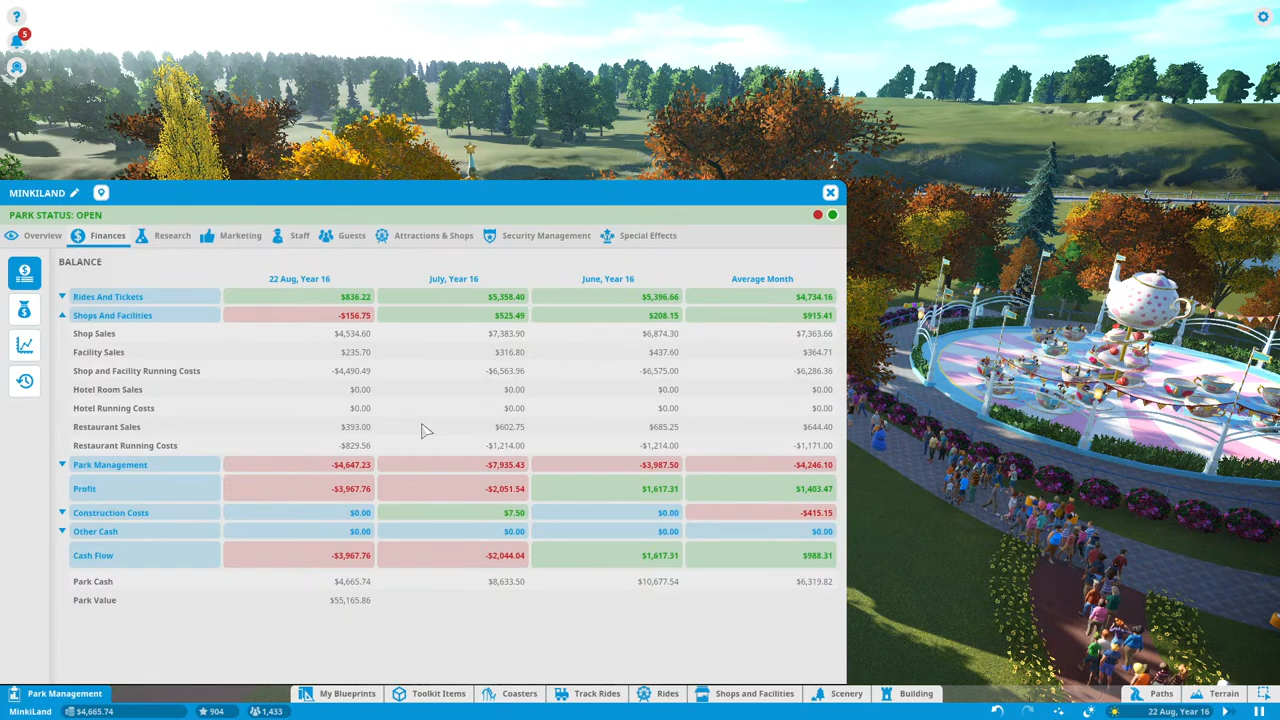 ?
5
MINKILAND
PARK STATUS: OPEN
Overview Finances Research Marketing Staff Guests Attractions & Shops Security Management Special Effects
BALANCE
22 Aug, Year 16 July, Year 16 June, Year 16 Average Month
Rides And Tickets $836.22 $5,358.40 $5,396.66 $4,734.16
Shops And Facilities -$156.75 $525.49 $208.15 $915.41
Shop Sales $4,534.60 $7,383.90 $6,874.30 $7,363.66
Facility Sales $235.70 $316.80 $437.60 $364.71
Shop and Facility Running Costs -$4,490.49 -$6,563.96 -$6,575.00 -$6,286.36
Hotel Room Sales $0.00 $0.00 $0.00 $0.00
Hotel Running Costs $0.00 $0.00 $0.00 $0.00
Restaurant Sales $393.00 $602.75 $685.25 $644.40
Restaurant Running Costs -$829.56 -$1,214.00 -$1,214.00 -$1,171.00
Park Management -$4,647.23 -$7,935.43 -$3,987.50 -$4,246.10
Profit -$3,967.76 -$2,051.54 $1,617.31 $1,403.47
Construction Costs $0.00 $7.50 $0.00 -$415.15
Other Cash $0.00 $0.00 $0.00 $0.00
Cash Flow -$3,967.76 -$2,044.04 $1,617.31 $988.31
Park Cash $4,665.74 $8,633.50 $10,677.54 $6,319.82
Park Value $55,165.86
Park Management My Blueprints Toolkit Items Coasters Track Rides Rides Shops and Facilities Scenery Building Paths Terrain
MinkiLand $4,665.74 904 1,433 22 Aug, Year 16